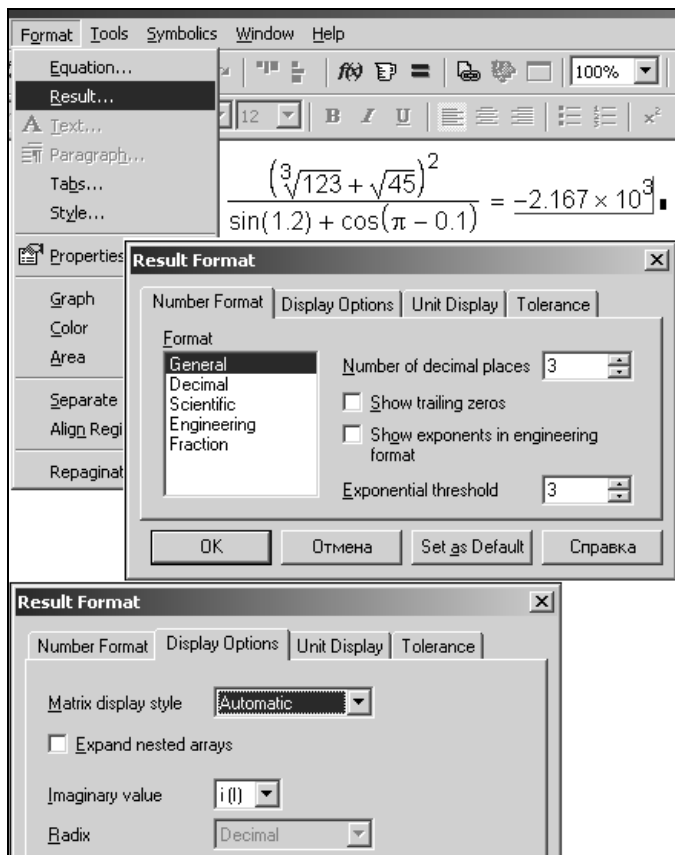 Format Tools Symbolics Window Help
Equation...
Result...
Text...
Paragraph...
Tabs...
Style...
Properties
Graph
Color
Area
Separate
Align Regi
Repaginat
f(x) = 100%
12 B I U x²
(∛123 + √45)² / (sin(1.2) + cos(π − 0.1)) = −2.167 × 10³
Result Format
Number Format Display Options Unit Display Tolerance
Format
General
Decimal
Scientific
Engineering
Fraction
Number of decimal places 3
Show trailing zeros
Show exponents in engineering
format
Exponential threshold 3
OK Отмена Set as Default Справка
Result Format
Number Format Display Options Unit Display Tolerance
Matrix display style Automatic
Expand nested arrays
Imaginary value i (I)
Radix Decimal